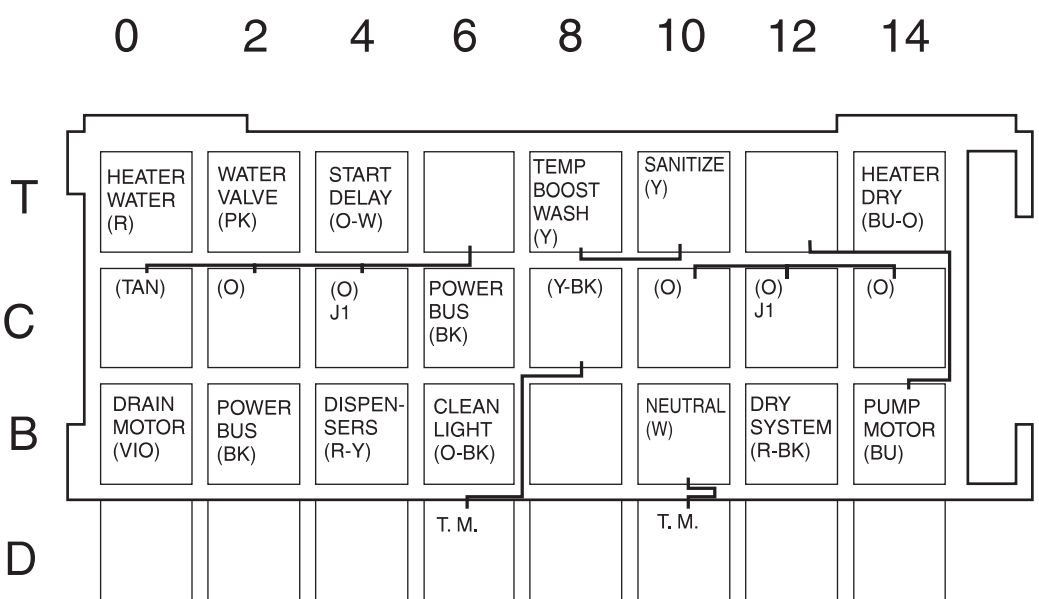 0 2 4 6 8 10 12 14
T
HEATER
WATER
(R)
WATER
VALVE
(PK)
START
DELAY
(O-W)
TEMP
BOOST
WASH
(Y)
SANITIZE
(Y)
HEATER
DRY
(BU-O)
C
(TAN)
(O)
(O)
J1
POWER
BUS
(BK)
(Y-BK)
(O)
(O)
J1
(O)
B
DRAIN
MOTOR
(VIO)
POWER
BUS
(BK)
DISPEN-
SERS
(R-Y)
CLEAN
LIGHT
(O-BK)
NEUTRAL
(W)
DRY
SYSTEM
(R-BK)
PUMP
MOTOR
(BU)
D
T. M.
T. M.